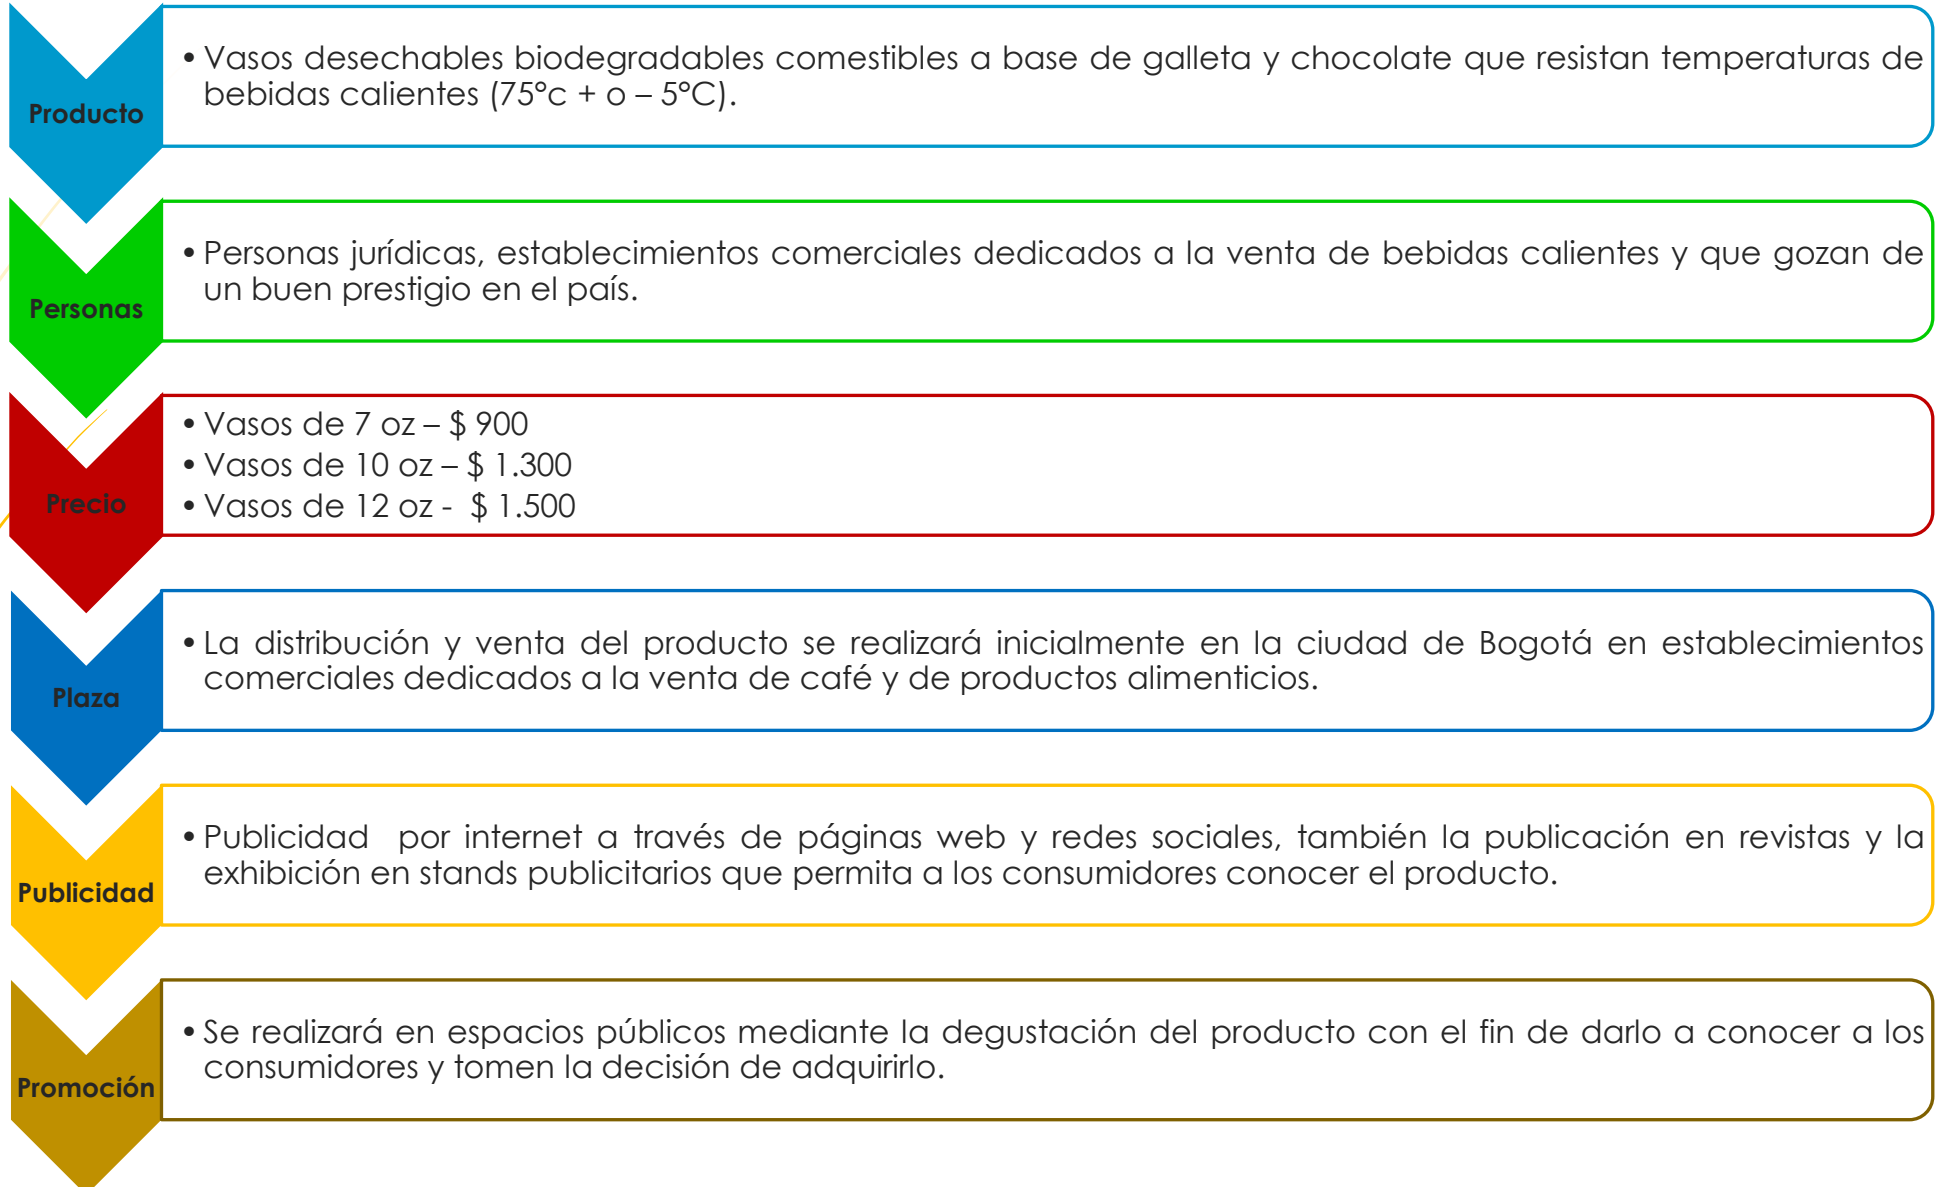 Producto
• Vasos desechables biodegradables comestibles a base de galleta y chocolate que resistan temperaturas de
bebidas calientes (75°c + o – 5°C).
Personas
• Personas jurídicas, establecimientos comerciales dedicados a la venta de bebidas calientes y que gozan de
un buen prestigio en el país.
Precio
• Vasos de 7 oz – $ 900
• Vasos de 10 oz – $ 1.300
• Vasos de 12 oz -  $ 1.500
Plaza
• La distribución y venta del producto se realizará inicialmente en la ciudad de Bogotá en establecimientos
comerciales dedicados a la venta de café y de productos alimenticios.
Publicidad
• Publicidad  por internet a través de páginas web y redes sociales, también la publicación en revistas y la
exhibición en stands publicitarios que permita a los consumidores conocer el producto.
Promoción
• Se realizará en espacios públicos mediante la degustación del producto con el fin de darlo a conocer a los
consumidores y tomen la decisión de adquirirlo.